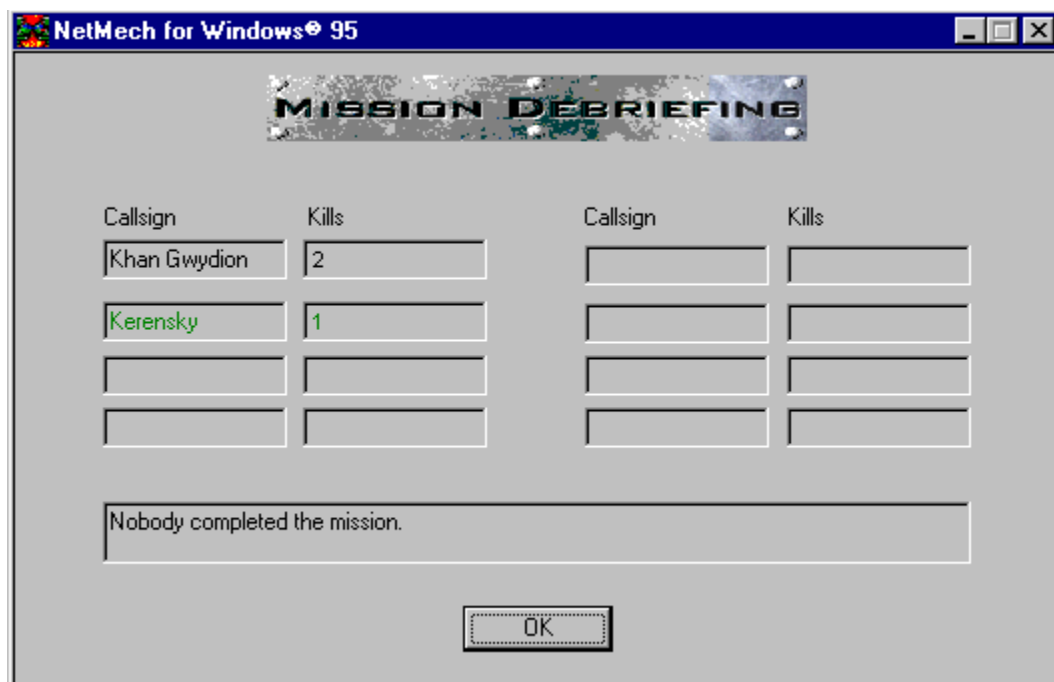 NetMech for Windows® 95
MISSION DEBRIEFING
Callsign Kills Callsign Kills
Khan Gwydion 2
Kerensky 1
Nobody completed the mission.
OK